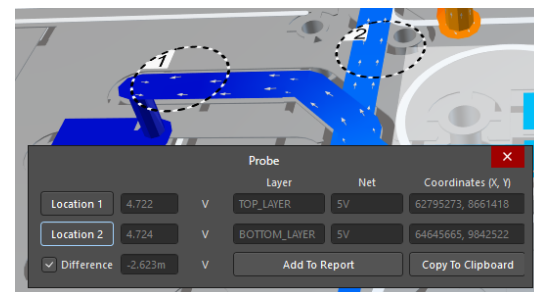 1
2
Probe
Layer Net Coordinates (X, Y)
Location 1 4.722 V TOP_LAYER 5V 62795273, 8661418
Location 2 4.724 V BOTTOM_LAYER 5V 64645665, 9842522
Difference -2.623m V Add To Report Copy To Clipboard